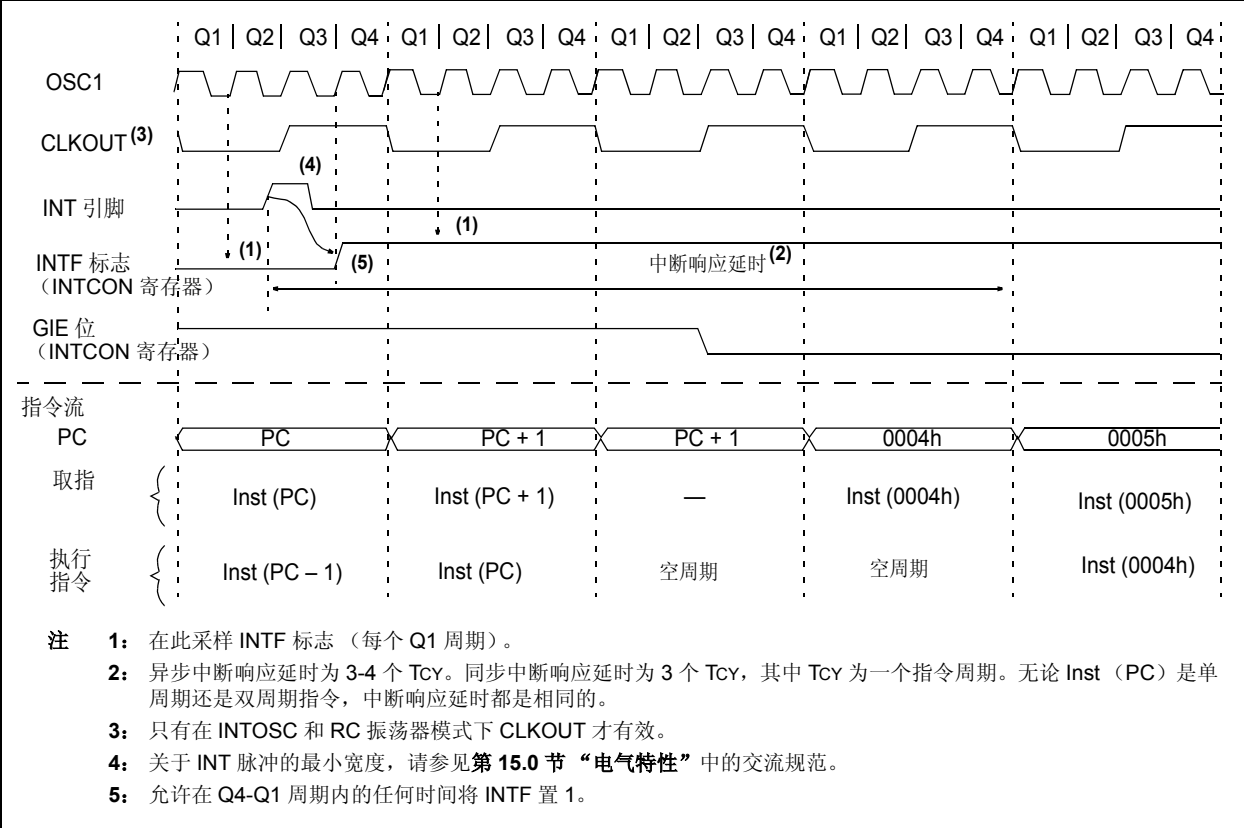 Q1 Q2 Q3 Q4 Q1 Q2 Q3 Q4 Q1 Q2 Q3 Q4 Q1 Q2 Q3 Q4 Q1 Q2 Q3 Q4
OSC1
CLKOUT (3)
(4)
INT 引脚
(1)
(1)
(5)
INTF 标志
（INTCON 寄存器）
中断响应延时(2)
GIE 位
（INTCON 寄存器）
指令流
PC PC PC + 1 PC + 1 0004h 0005h
取指 Inst (PC) Inst (PC + 1) — Inst (0004h) Inst (0005h)
执行
指令
Inst (PC – 1) Inst (PC) 空周期 空周期 Inst (0004h)
注 1： 在此采样 INTF 标志 （每个 Q1 周期）。
2： 异步中断响应延时为 3-4 个 TCY。同步中断响应延时为 3 个 TCY，其中 TCY 为一个指令周期。无论 Inst （PC）是单
周期还是双周期指令，中断响应延时都是相同的。
3： 只有在 INTOSC 和 RC 振荡器模式下 CLKOUT 才有效。
4： 关于 INT 脉冲的最小宽度，请参见第 15.0 节 “电气特性”中的交流规范。
5： 允许在 Q4-Q1 周期内的任何时间将 INTF 置 1。